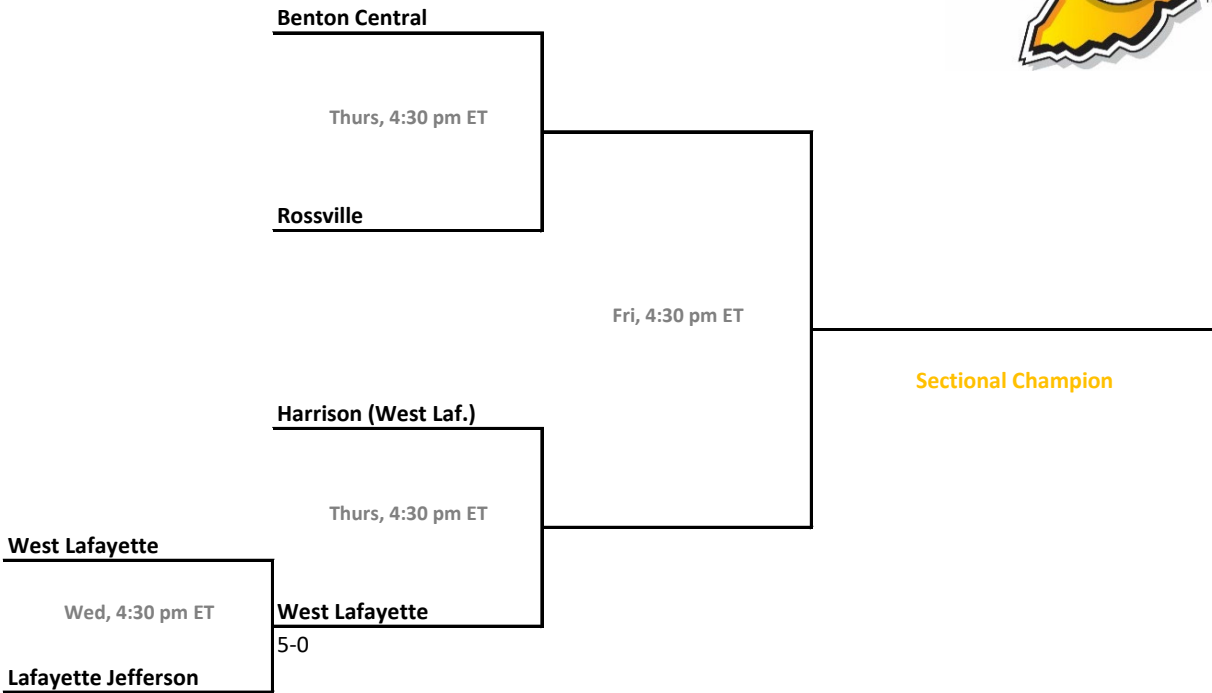 Benton Central
Thurs, 4:30 pm ET
Rossville
Fri, 4:30 pm ET
Sectional Champion
Harrison (West Laf.)
Thurs, 4:30 pm ET
West Lafayette
Wed, 4:30 pm ET
West Lafayette
5-0
Lafayette Jefferson